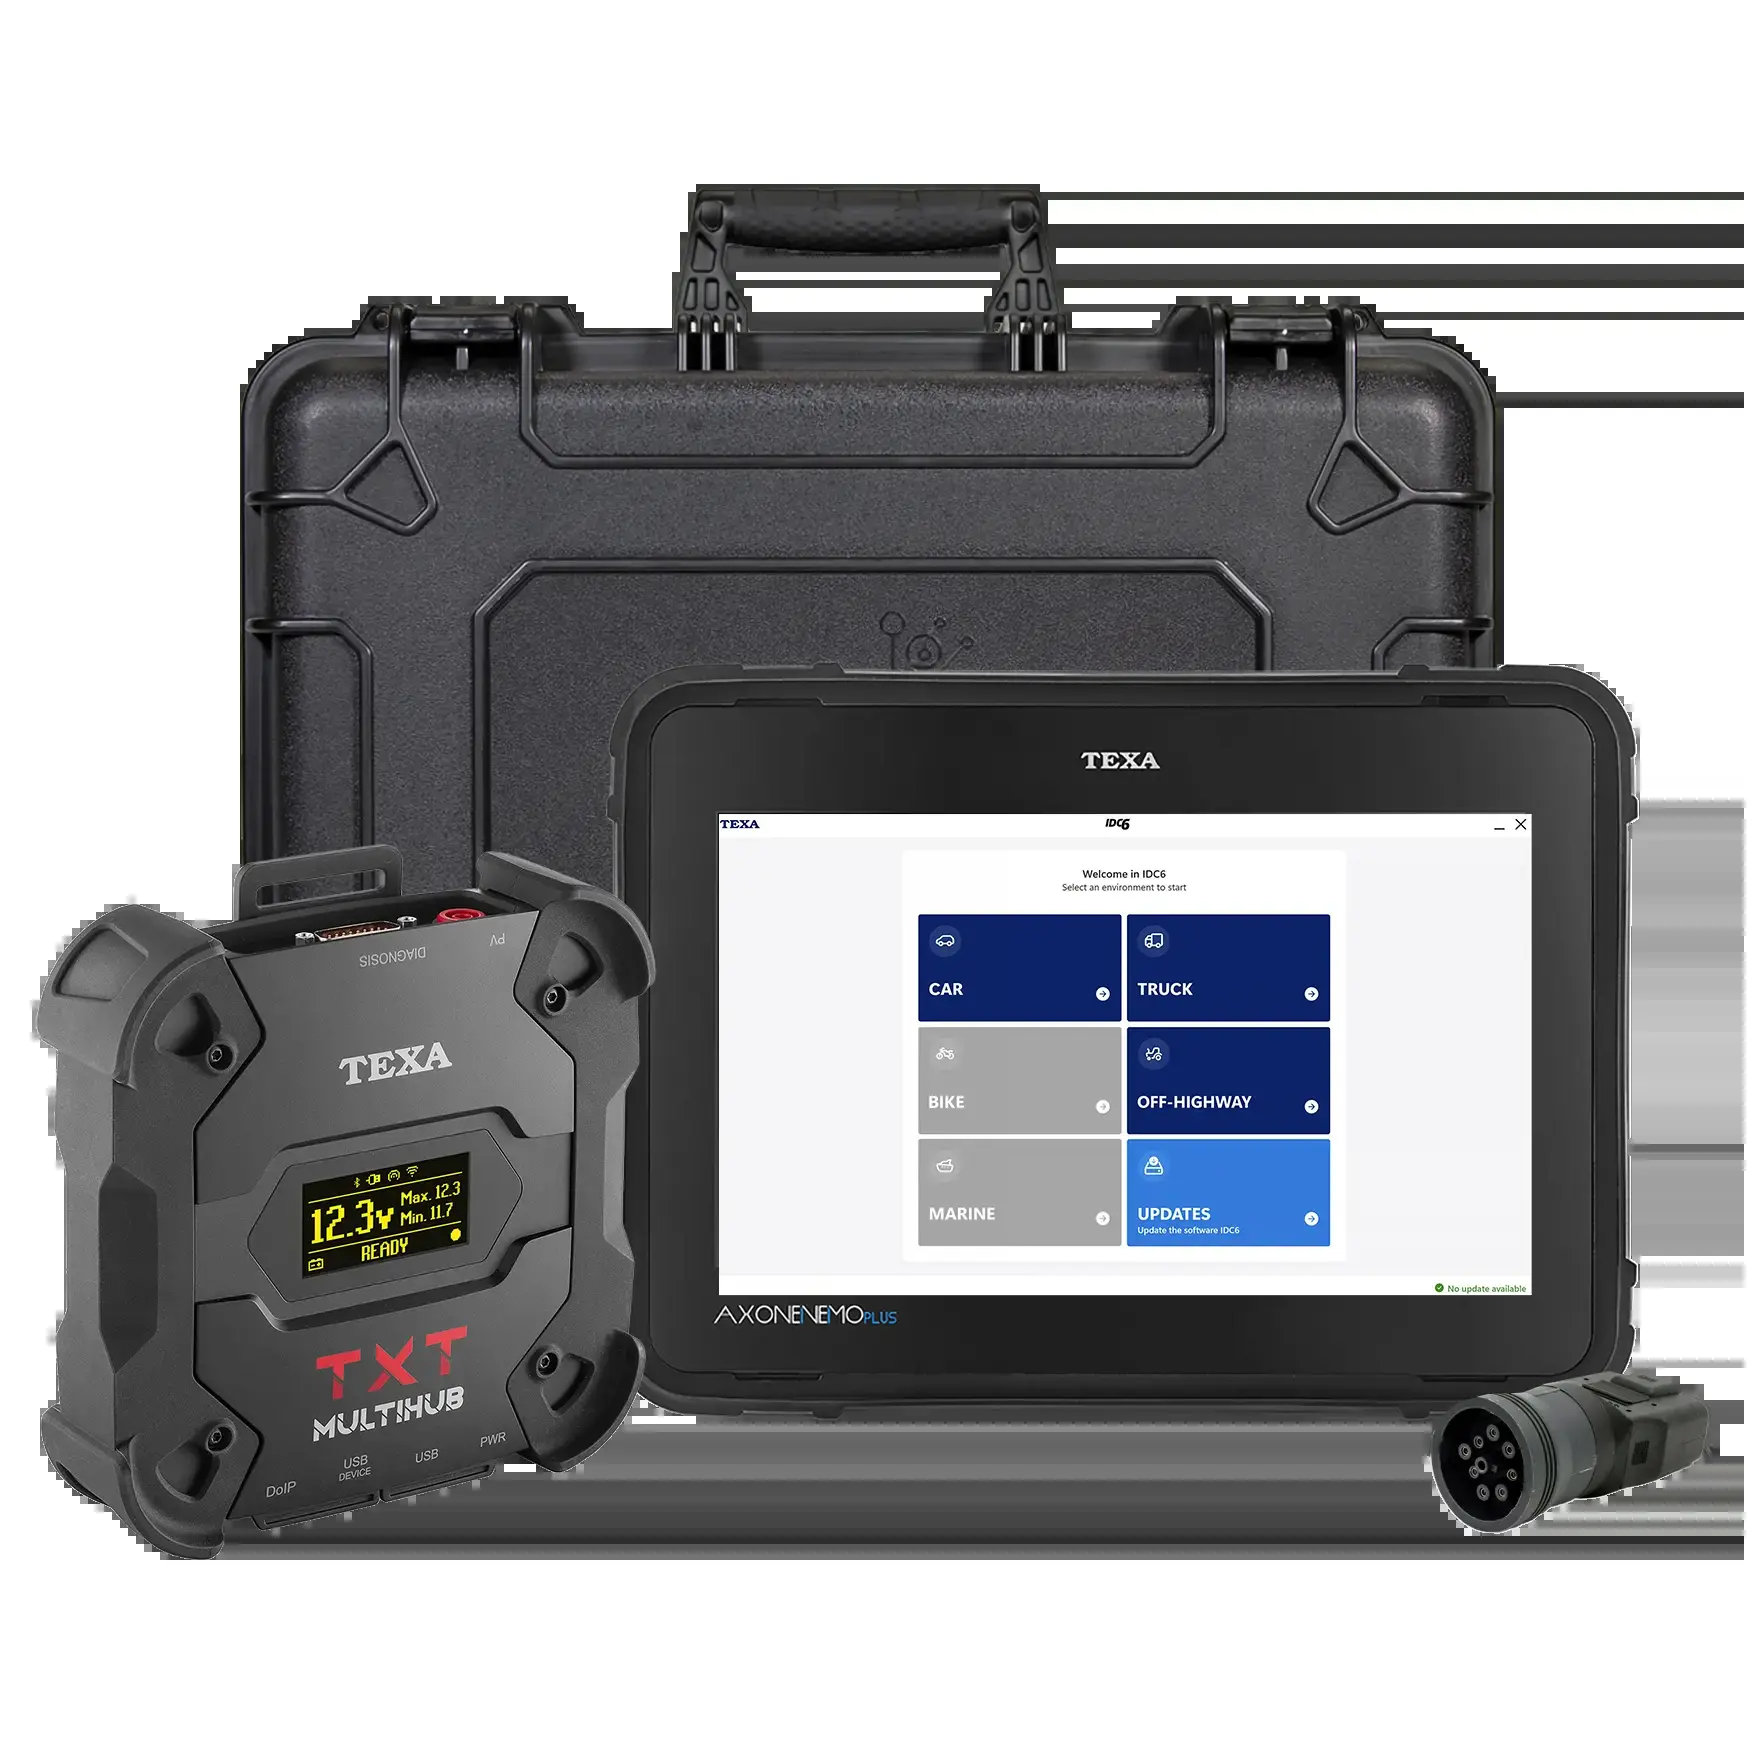 TEXA
TEXA
IDC6
Welcome in IDC6
Select an environment to start
CAR
TRUCK
BIKE
OFF-HIGHWAY
MARINE
UPDATES
Update the software IDC6
No update available
AXONENEMOPLUS
DIAGNOSIS
PV
TEXA
12.3v
Max. 12.3
Min. 11.7
READY
TXT
MULTIHUB
DoIP
USB
DEVICE
USB
PWR